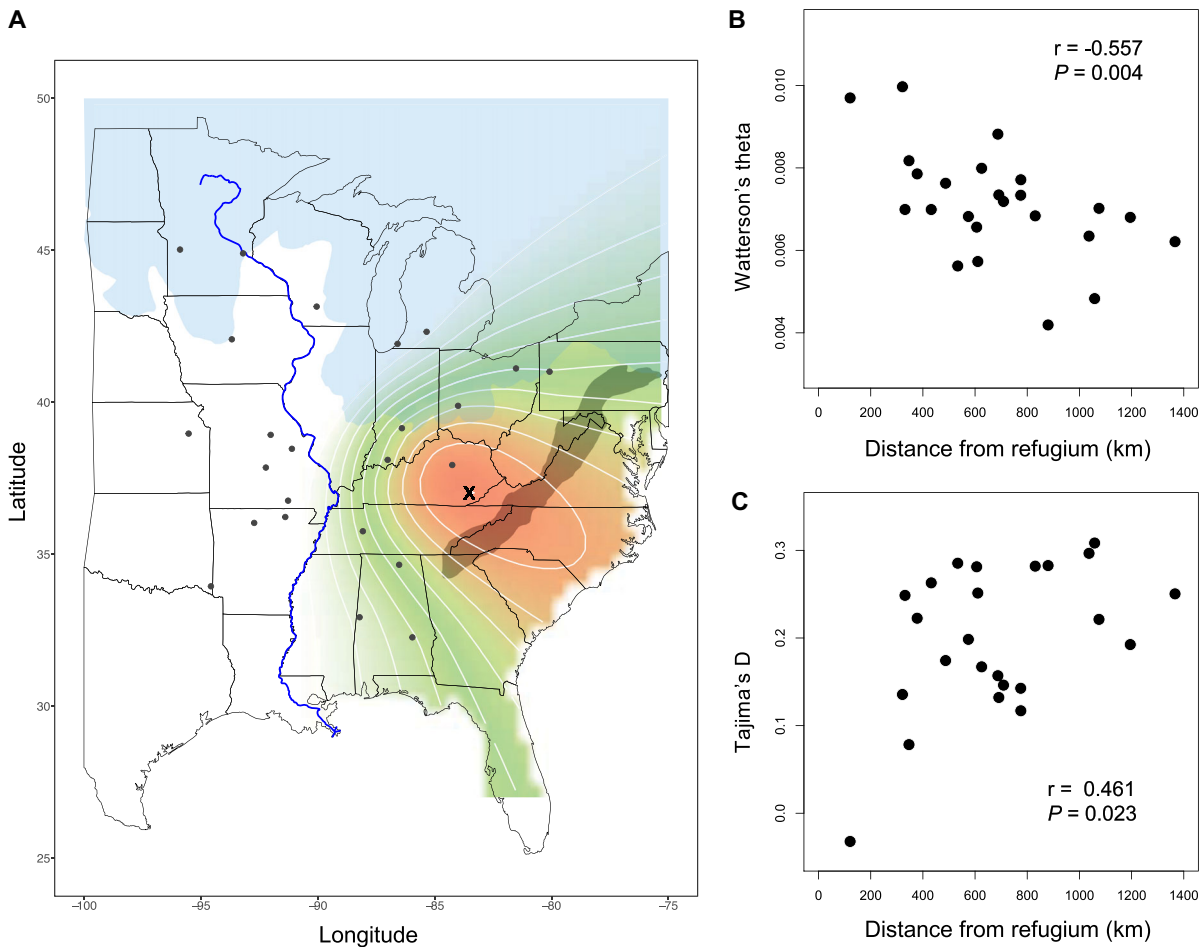 A
50
45
40
35
30
25
Latitude
X
−100
−95
−90
−85
−80
−75
Longitude
B
r = -0.557
P = 0.004
0.010
0.008
0.006
0.004
Watterson's theta
0 200 400 600 800 1000 1200 1400
Distance from refugium (km)
C
0.3
0.2
0.1
0.0
Tajima's D
r = 0.461
P = 0.023
0 200 400 600 800 1000 1200 1400
Distance from refugium (km)